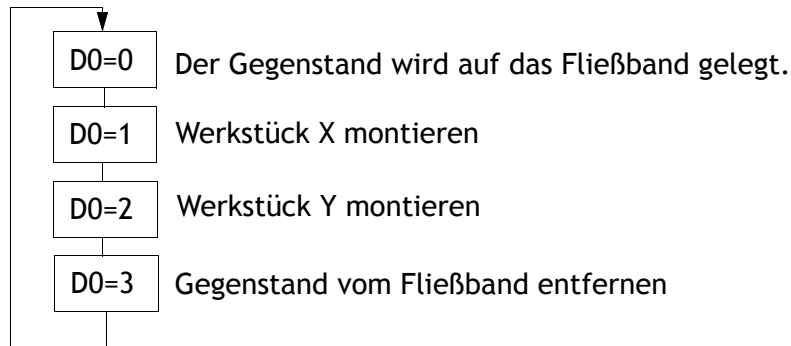 D0=0 Der Gegenstand wird auf das Fließband gelegt.
D0=1 Werkstück X montieren
D0=2 Werkstück Y montieren
D0=3 Gegenstand vom Fließband entfernen